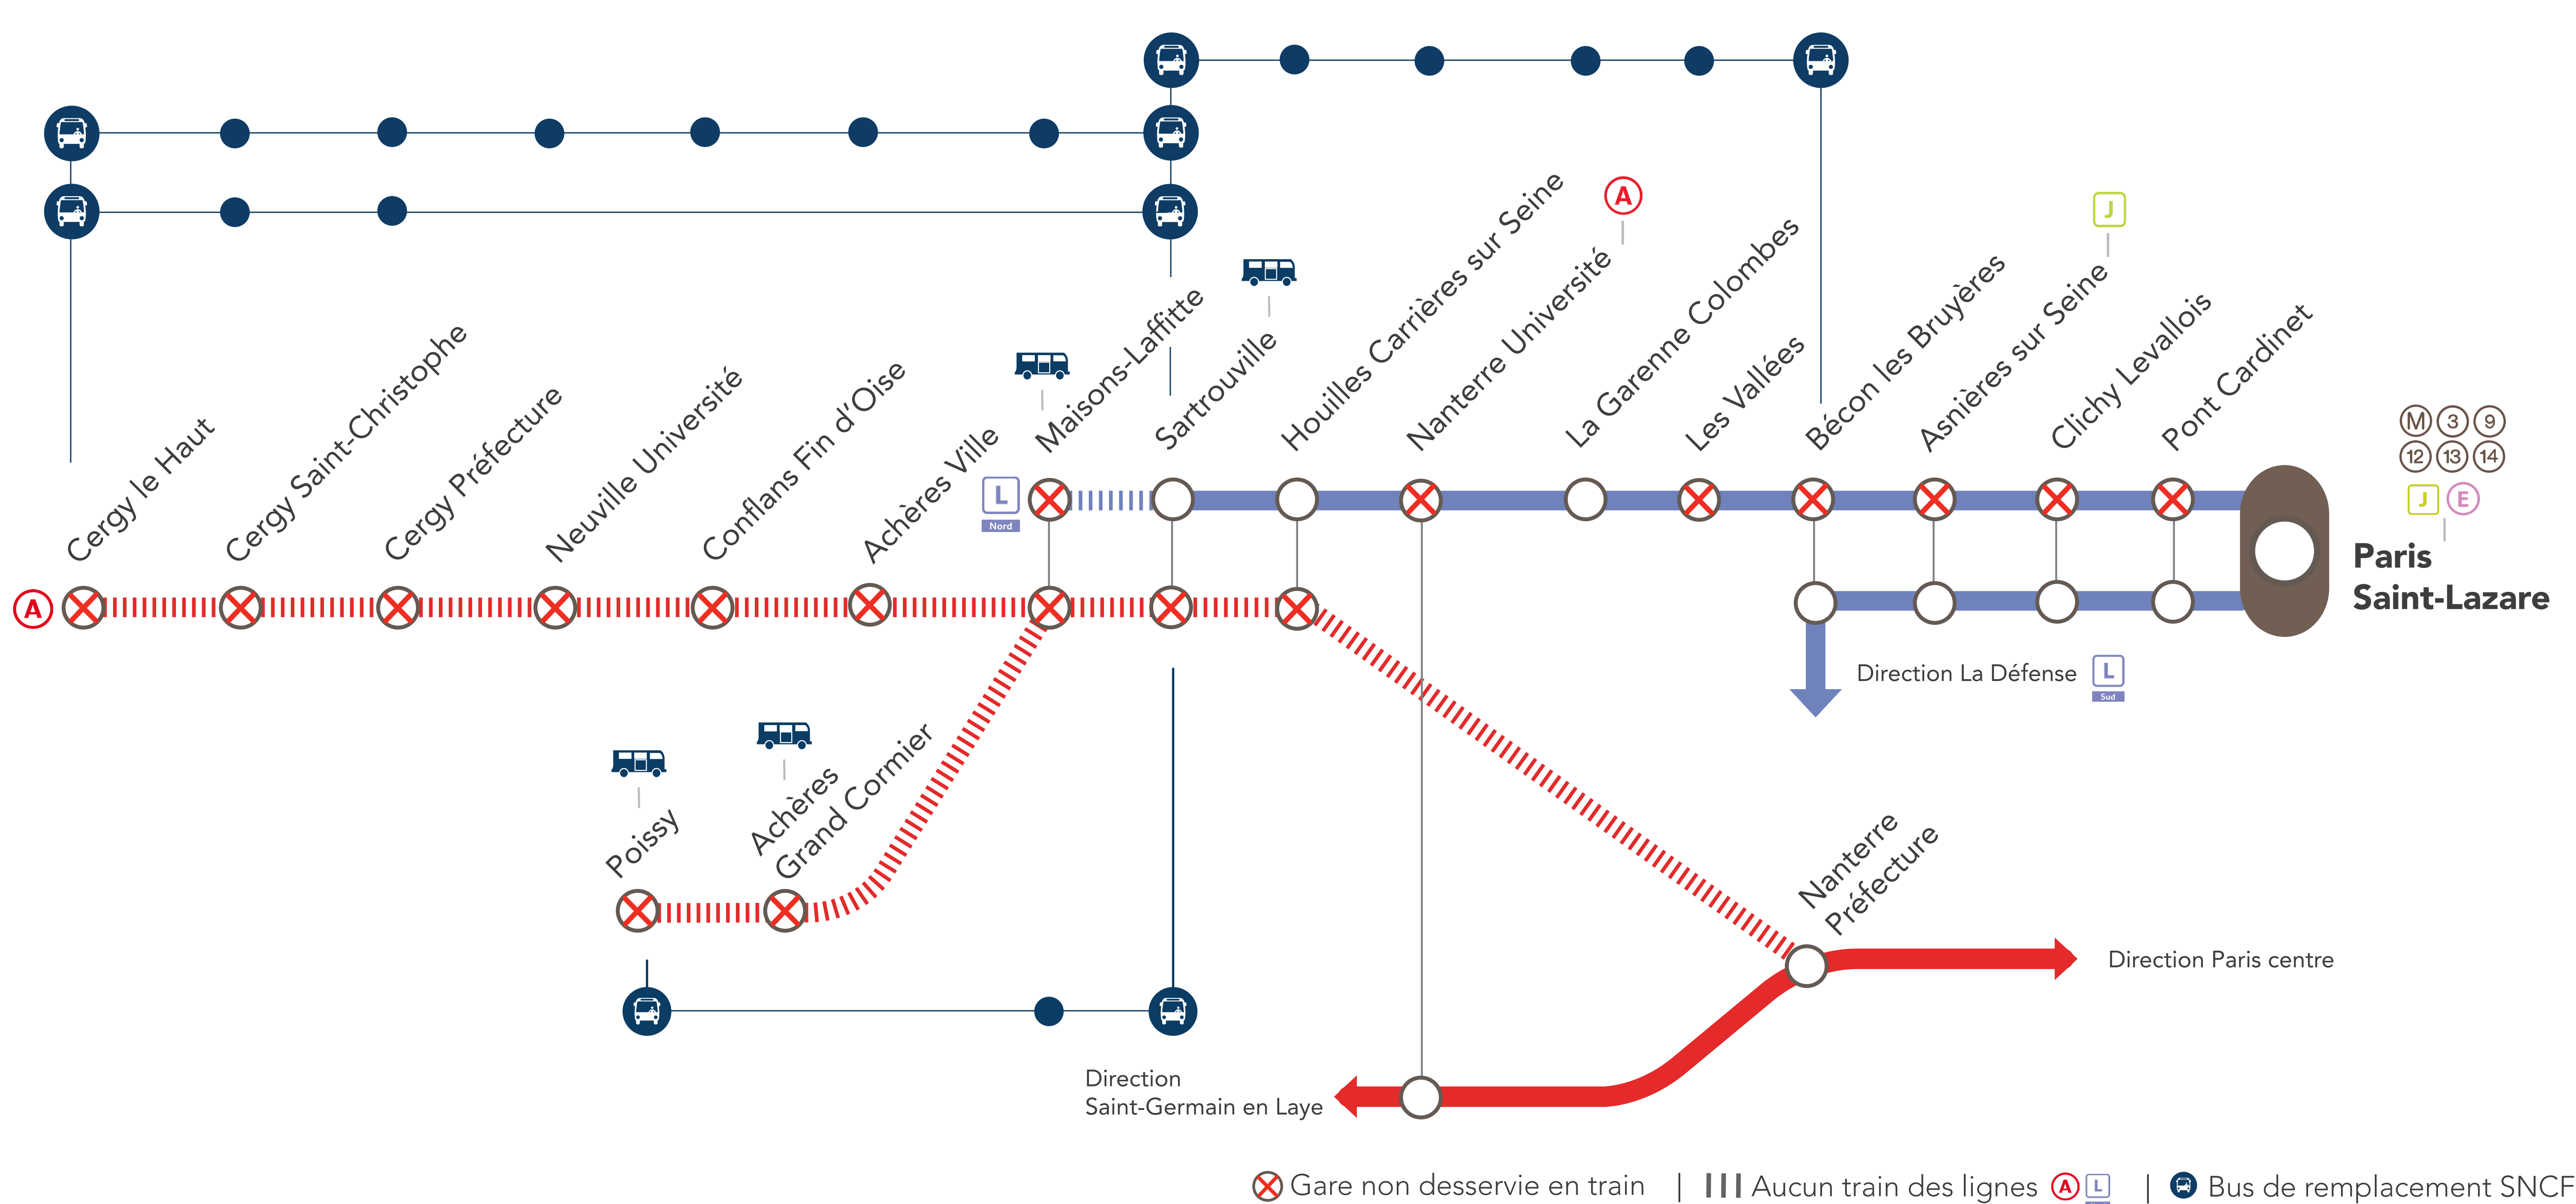 A
J
Cergy le Haut
Cergy Saint-Christophe
Cergy Préfecture
Neuville Université
Conflans Fin d'Oise
Achères Ville
Maisons-Laffitte
Sartrouville
Houilles Carrières sur Seine
Nanterre Université
La Garenne Colombes
Les Vallées
Bécon les Bruyères
Asnières sur Seine
Clichy Levallois
Pont Cardinet
M 3 9
12 13 14
J E
Paris
Saint-Lazare
L
Nord
A
Direction La Défense L
Sud
Poissy
Achères
Grand Cormier
Nanterre
Préfecture
Direction Paris centre
Direction
Saint-Germain en Laye
Gare non desservie en train | Aucun train des lignes A L | Bus de remplacement SNCF